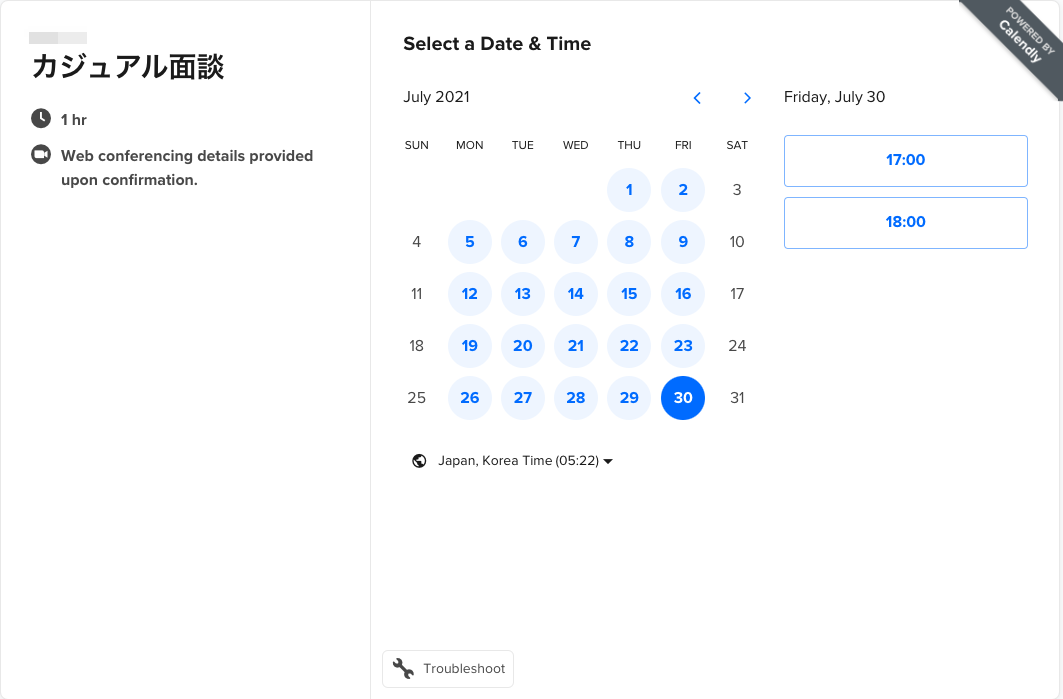 カジュアル面談
1 hr
Web conferencing details provided
upon confirmation.
Select a Date & Time
July 2021
SUN MON TUE WED THU FRI SAT
1 2 3
4 5 6 7 8 9 10
11 12 13 14 15 16 17
18 19 20 21 22 23 24
25 26 27 28 29 30 31
Japan, Korea Time (05:22)
Troubleshoot
Friday, July 30
17:00
18:00
POWERED BY
Calendly